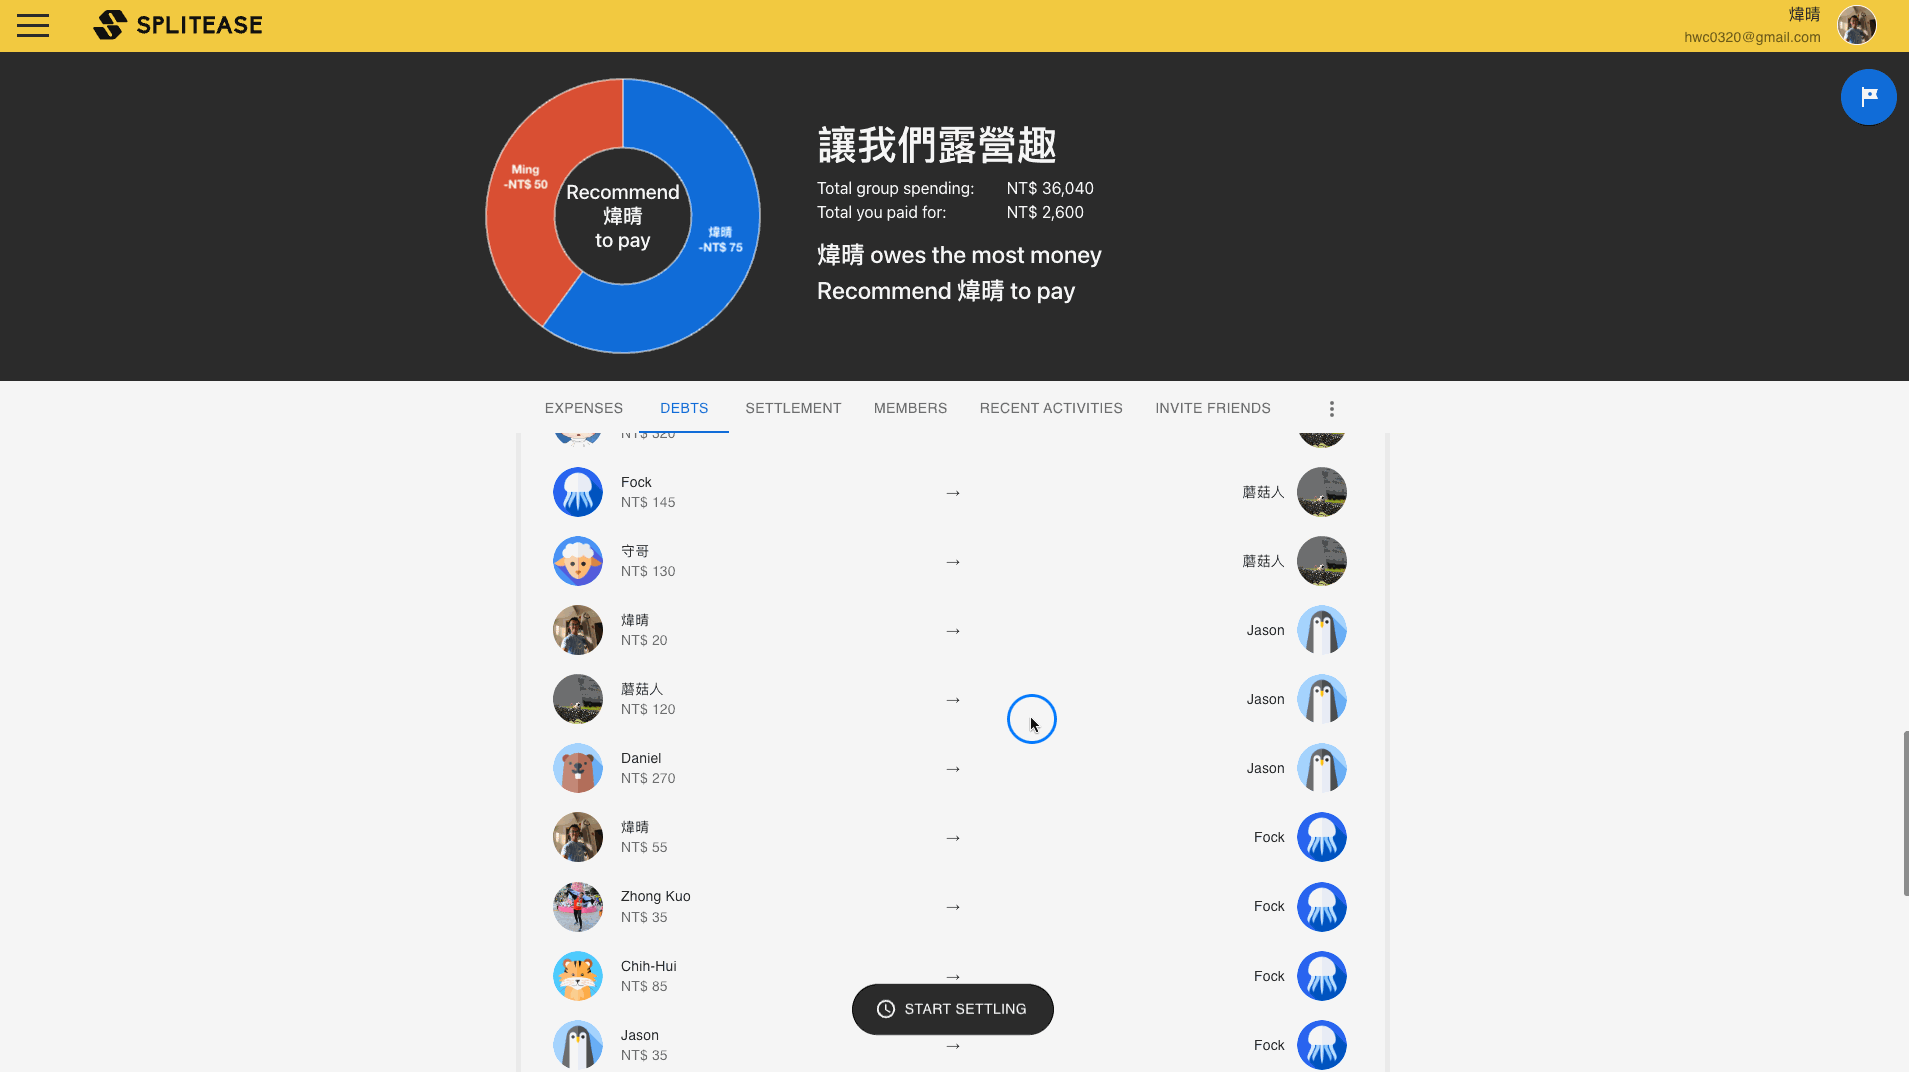 SPLITEASE
煒晴
hwc0320@gmail.com
Ming
-NT$ 50
煒晴
-NT$ 75
Recommend
煒晴
to pay
讓我們露營趣
Total group spending: NT$ 36,040
Total you paid for: NT$ 2,600
煒晴 owes the most money
Recommend 煒晴 to pay
EXPENSES DEBTS SETTLEMENT MEMBERS RECENT ACTIVITIES INVITE FRIENDS
NT$ 320
Fock
NT$ 145
→ 蘑菇人
守哥
NT$ 130
→ 蘑菇人
煒晴
NT$ 20
→ Jason
蘑菇人
NT$ 120
→ Jason
Daniel
NT$ 270
→ Jason
煒晴
NT$ 55
→ Fock
Zhong Kuo
NT$ 35
→ Fock
Chih-Hui
NT$ 85
→ Fock
START SETTLING
Jason
NT$ 35
→ Fock